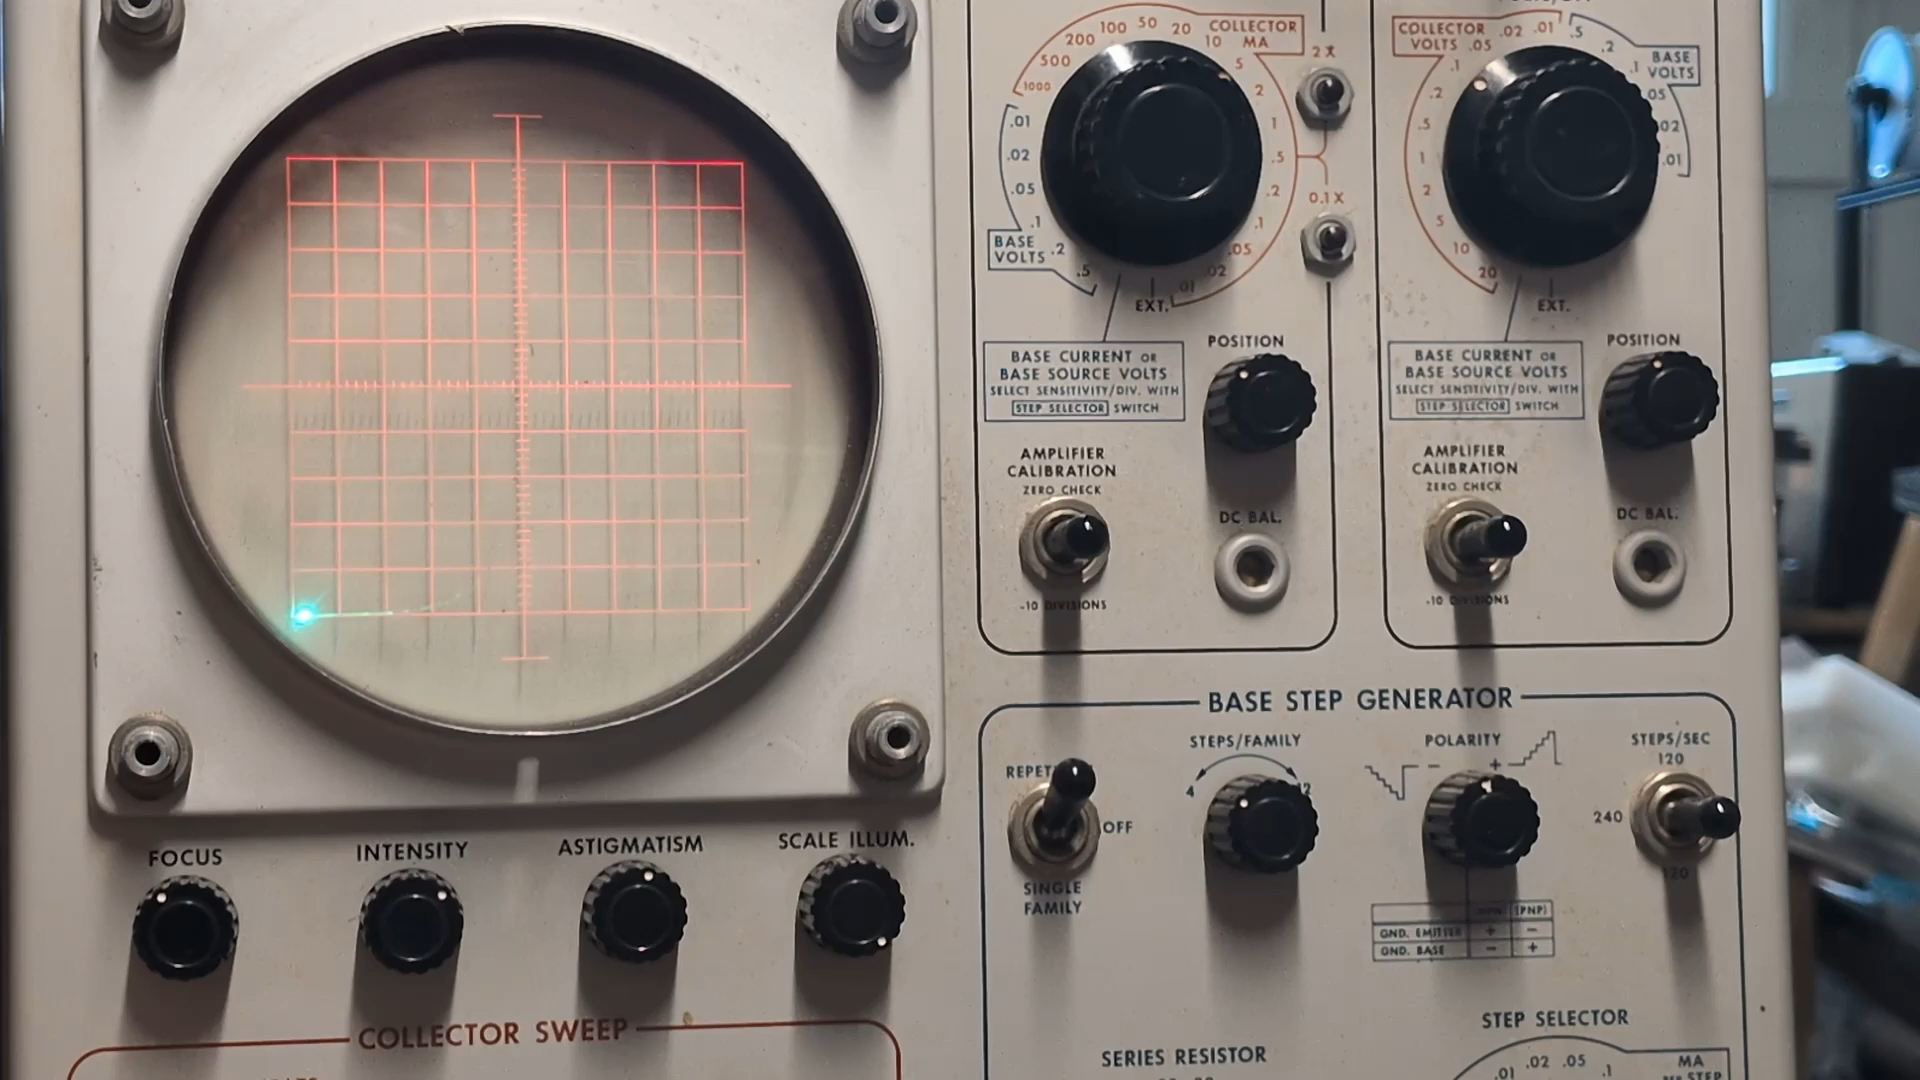 100 50 20 COLLECTOR
200 10 MA
500 5
1000 2
.01 1
.02 .5
.05 .2
.1 .1
BASE
VOLTS .2 .05
.5 .02
EXT. .01
2X
0.1X
COLLECTOR .02 .01 .5
VOLTS .05 .2
.1 .1 BASE
VOLTS
.2 .05
.5 .02
1 .01
2
5
10
20
EXT.
BASE CURRENT OR
BASE SOURCE VOLTS
SELECT SENSITIVITY/DIV. WITH
STEP SELECTOR SWITCH
POSITION
BASE CURRENT OR
BASE SOURCE VOLTS
SELECT SENSITIVITY/DIV. WITH
STEP SELECTOR SWITCH
POSITION
AMPLIFIER
CALIBRATION
ZERO CHECK
-10 DIVISIONS
DC BAL.
AMPLIFIER
CALIBRATION
ZERO CHECK
-10 DIVISIONS
DC BAL.
BASE STEP GENERATOR
STEPS/FAMILY
4 12
POLARITY
- +
STEPS/SEC
120
240
120
OFF
SINGLE
FAMILY
(PNP)
GND. EMITTER + -
GND. BASE - +
FOCUS
INTENSITY
ASTIGMATISM
SCALE ILLUM.
COLLECTOR SWEEP
SERIES RESISTOR
STEP SELECTOR
.01 .02 .05 .1
MA